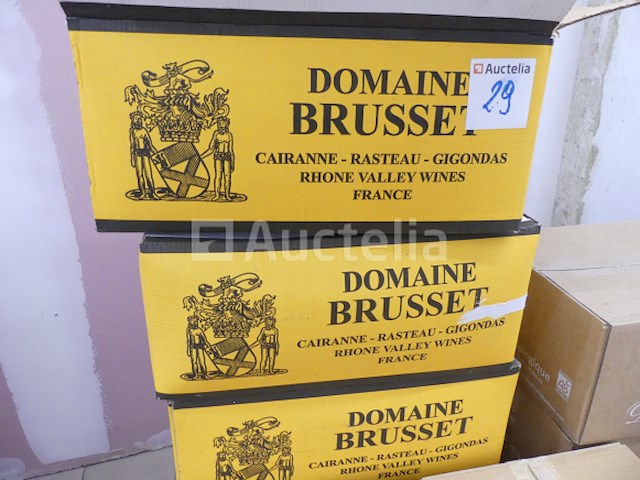 Auctelia
29
DOMAINE
BRUSSET
CAIRANNE - RASTEAU - GIGONDAS
RHONE VALLEY WINES
FRANCE
Auctelia
DOMAINE
BRUSSET
CAIRANNE - RASTEAU - GIGONDAS
RHONE VALLEY WINES
FRANCE
DOMAINE
BRUSSET
CAIRANNE - RASTEAU - GIGONDAS
RHONE VALLEY WINES
FRANCE
ologique